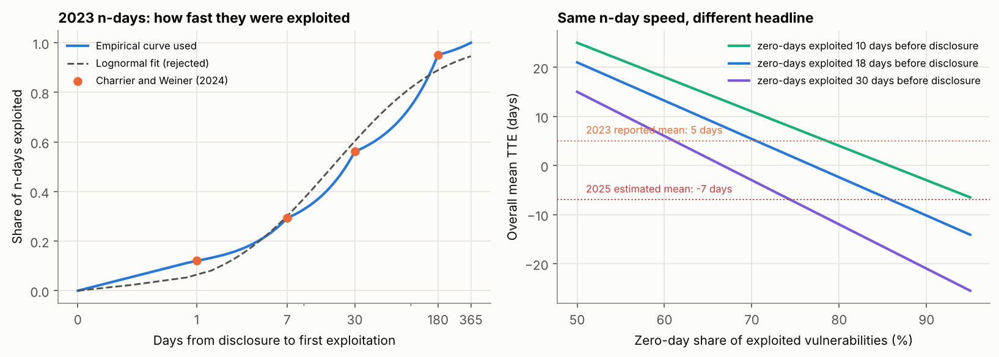 2023 n-days: how fast they were exploited
Empirical curve used
Lognormal fit (rejected)
Charrier and Weiner (2024)
Share of n-days exploited
1.0
0.8
0.6
0.4
0.2
0.0
0
1
7
30
180
365
Days from disclosure to first exploitation
Same n-day speed, different headline
zero-days exploited 10 days before disclosure
zero-days exploited 18 days before disclosure
zero-days exploited 30 days before disclosure
Overall mean TTE (days)
20
10
0
−10
−20
2023 reported mean: 5 days
2025 estimated mean: -7 days
50
60
70
80
90
Zero-day share of exploited vulnerabilities (%)